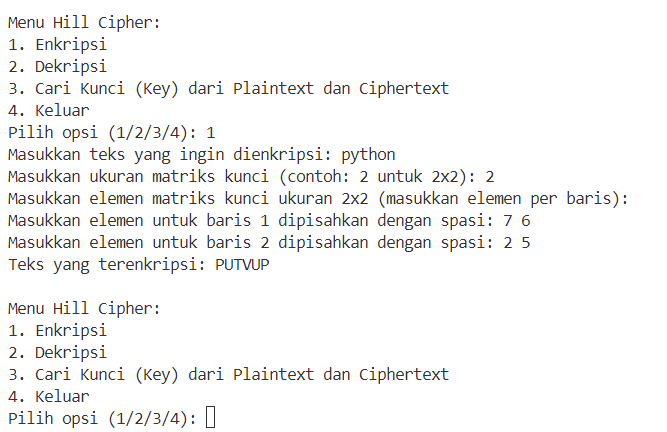 Menu Hill Cipher:
1. Enkripsi
2. Dekripsi
3. Cari Kunci (Key) dari Plaintext dan Ciphertext
4. Keluar
Pilih opsi (1/2/3/4): 1
Masukkan teks yang ingin dienkripsi: python
Masukkan ukuran matriks kunci (contoh: 2 untuk 2x2): 2
Masukkan elemen matriks kunci ukuran 2x2 (masukkan elemen per baris):
Masukkan elemen untuk baris 1 dipisahkan dengan spasi: 7 6
Masukkan elemen untuk baris 2 dipisahkan dengan spasi: 2 5
Teks yang terenkripsi: PUTVUP

Menu Hill Cipher:
1. Enkripsi
2. Dekripsi
3. Cari Kunci (Key) dari Plaintext dan Ciphertext
4. Keluar
Pilih opsi (1/2/3/4):